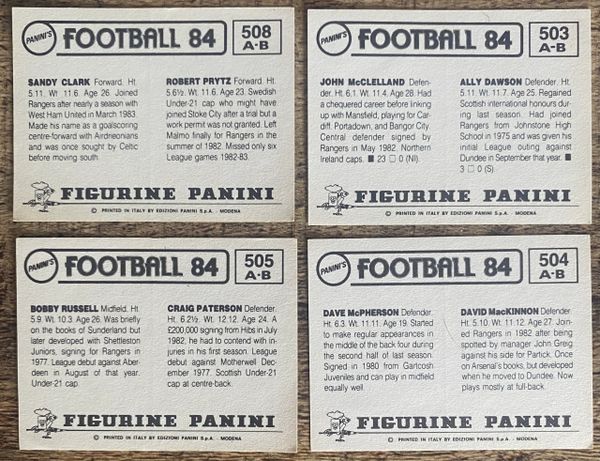 PANINI'S
FOOTBALL 84
508
A-B
SANDY CLARK Forward. Ht.
5.11 Wt. 11.6. Age 26. Joined
Rangers after nearly a season with
West Ham United in March 1983.
Made his name as a goalscoring
centre-forward with Airdreonians
and was once sought by Celtic
before moving south
ROBERT PRYTZ Forward. Ht.
5.6½. Wt. 11.6. Age 23. Swedish
Under-21 cap who might have
joined Stoke City after a trial but a
work permit was not granted. Left
Malmo finally for Rangers in the
summer of 1982. Missed only six
League games 1982-83.
FIGURINE PANINI
© PRINTED IN ITALY BY EDIZIONI PANINI S.p.A. - MODENA
PANINI'S
FOOTBALL 84
503
A-B
JOHN McCLELLAND Defen-
der. Ht. 6.1. Wt. 11.4. Age 28. Had
a chequered career before linking
up with Mansfield, playing for Car-
diff, Portadown, and Bangor City.
Central defender signed by
Rangers in May 1982. Northern
Ireland caps. ■ 23 □ 0 (NI)
ALLY DAWSON Defender. Ht.
5.11 Wt. 11.7. Age 25. Regained
Scottish international honours dur-
ing last season. Had joined
Rangers from Johnstone High
School in 1975 and was given his
initial League outing against
Dundee in September that year. ■
3 □ 0 (S)
FIGURINE PANINI
© PRINTED IN ITALY BY EDIZIONI PANINI S.p.A. - MODENA
PANINI'S
FOOTBALL 84
505
A-B
BOBBY RUSSELL Midfield. Ht.
5.9. Wt. 10.3. Age 26. Was briefly
on the books of Sunderland but
later developed with Shettleston
Juniors, signing for Rangers in
1977. League debut against Aber-
deen in August of that year.
Under-21 cap.
CRAIG PATERSON Defender.
Ht. 6.2½. Wt. 12.12. Age 24. A
£200,000 signing from Hibs in July
1982, he had to contend with in-
juries in his first season. League
debut against Motherwell Dec-
ember 1977. Scottish Under-21
cap at centre-back.
FIGURINE PANINI
© PRINTED IN ITALY BY EDIZIONI PANINI S.p.A. - MODENA
PANINI'S
FOOTBALL 84
504
A-B
DAVE McPHERSON Defender.
Ht. 6.3. Wt. 11.11. Age 19. Started
to make regular appearances in
the middle of the back four during
the second half of last season.
Signed in 1980 from Gartcosh
Juveniles and can play in midfield
equally well.
DAVID MacKINNON Defender.
Ht. 5.10. Wt. 11.12. Age 27. Join-
ed Rangers in 1982 after being
spotted by manager John Greig
against his side for Partick. Once
on Arsenal's books, but developed
when he moved to Dundee. Now
plays mostly at full-back.
FIGURINE PANINI
© PRINTED IN ITALY BY EDIZIONI PANINI S.p.A. - MODENA